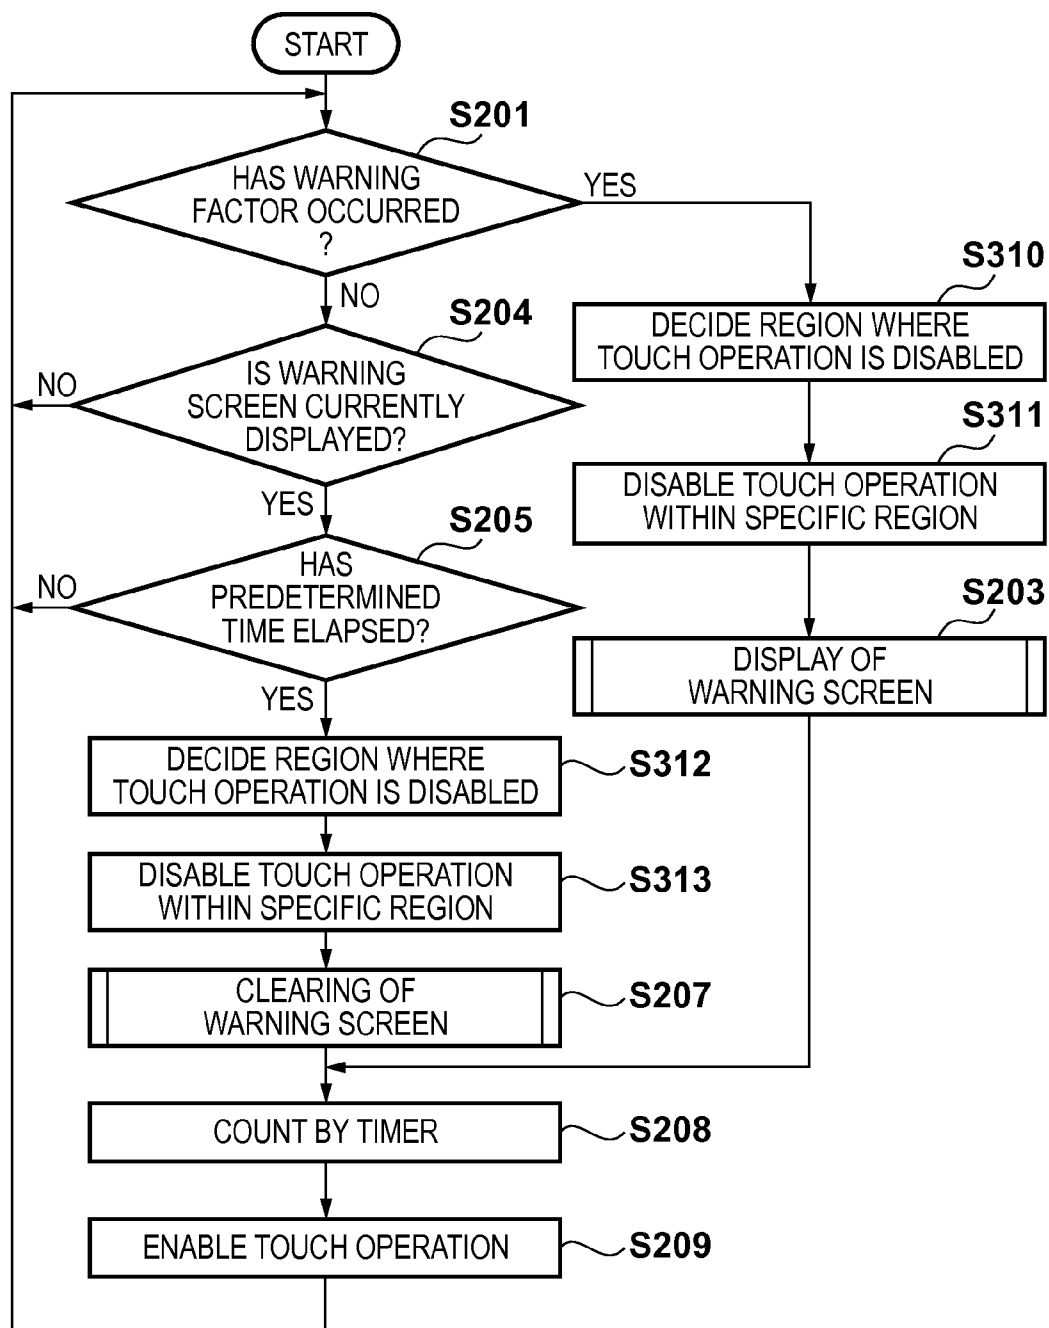 START
S201
HAS WARNING
FACTOR OCCURRED
?
YES
NO
S310
DECIDE REGION WHERE
TOUCH OPERATION IS DISABLED
S204
IS WARNING
SCREEN CURRENTLY
DISPLAYED?
NO
YES
S311
DISABLE TOUCH OPERATION
WITHIN SPECIFIC REGION
S205
HAS
PREDETERMINED
TIME ELAPSED?
NO
YES
S203
DISPLAY OF
WARNING SCREEN
DECIDE REGION WHERE
TOUCH OPERATION IS DISABLED
S312
DISABLE TOUCH OPERATION
WITHIN SPECIFIC REGION
S313
CLEARING OF
WARNING SCREEN
S207
COUNT BY TIMER
S208
ENABLE TOUCH OPERATION
S209